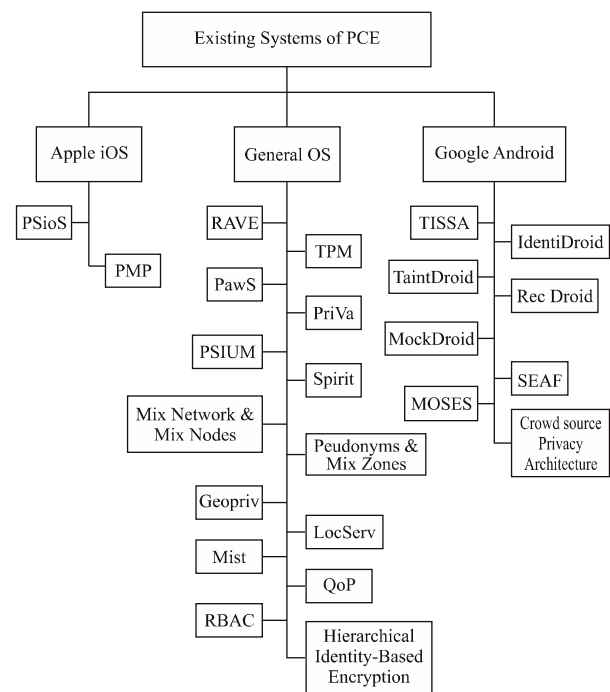 Existing Systems of PCE
Apple iOS
General OS
Google Android
PSioS
PMP
RAVE
TPM
PawS
PriVa
PSIUM
Spirit
Mix Network &
Mix Nodes
Peudonyms &
Mix Zones
Geopriv
LocServ
Mist
QoP
RBAC
Hierarchical
Identity-Based
Encryption
TISSA
IdentiDroid
TaintDroid
Rec Droid
MockDroid
SEAF
MOSES
Crowd source
Privacy
Architecture